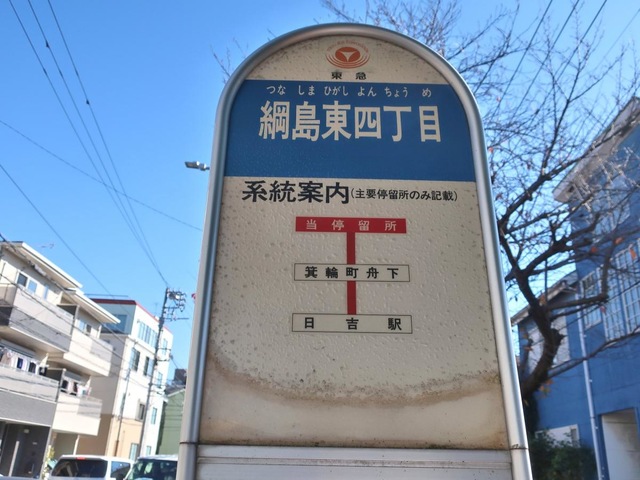 東急
つな しま ひがし よん ちょう め
綱島東四丁目
系統案内(主要停留所のみ記載)
当停留所
箕輪町舟下
日吉駅